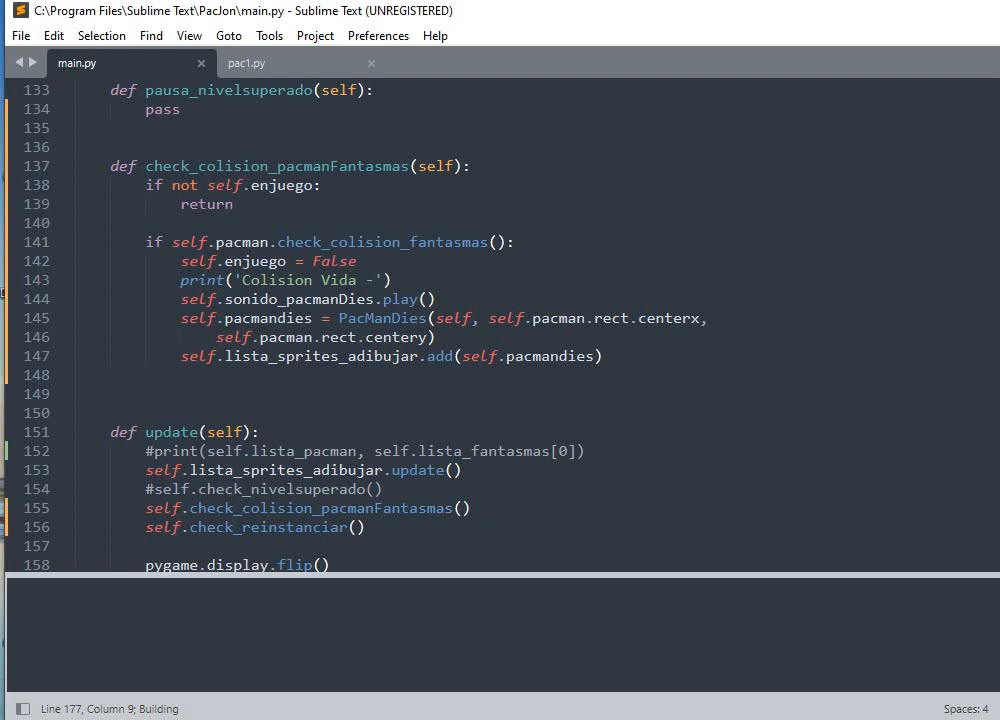 C:\Program Files\Sublime Text\PacJon\main.py - Sublime Text (UNREGISTERED)
File Edit Selection Find View Goto Tools Project Preferences Help
main.py × pac1.py ×
133 def pausa_nivelsuperado(self):
134 pass
135
136
137 def check_colision_pacmanFantasmas(self):
138 if not self.enjuego:
139 return
140
141 if self.pacman.check_colision_fantasmas():
142 self.enjuego = False
143 print('Colision Vida -')
144 self.sonido_pacmanDies.play()
145 self.pacmandies = PacManDies(self, self.pacman.rect.centerx,
146 self.pacman.rect.centery)
147 self.lista_sprites_adibujar.add(self.pacmandies)
148
149
150
151 def update(self):
152 #print(self.lista_pacman, self.lista_fantasmas[0])
153 self.lista_sprites_adibujar.update()
154 #self.check_nivelsuperado()
155 self.check_colision_pacmanFantasmas()
156 self.check_reinstanciar()
157
158 pygame.display.flip()
Line 177, Column 9; Building Spaces: 4